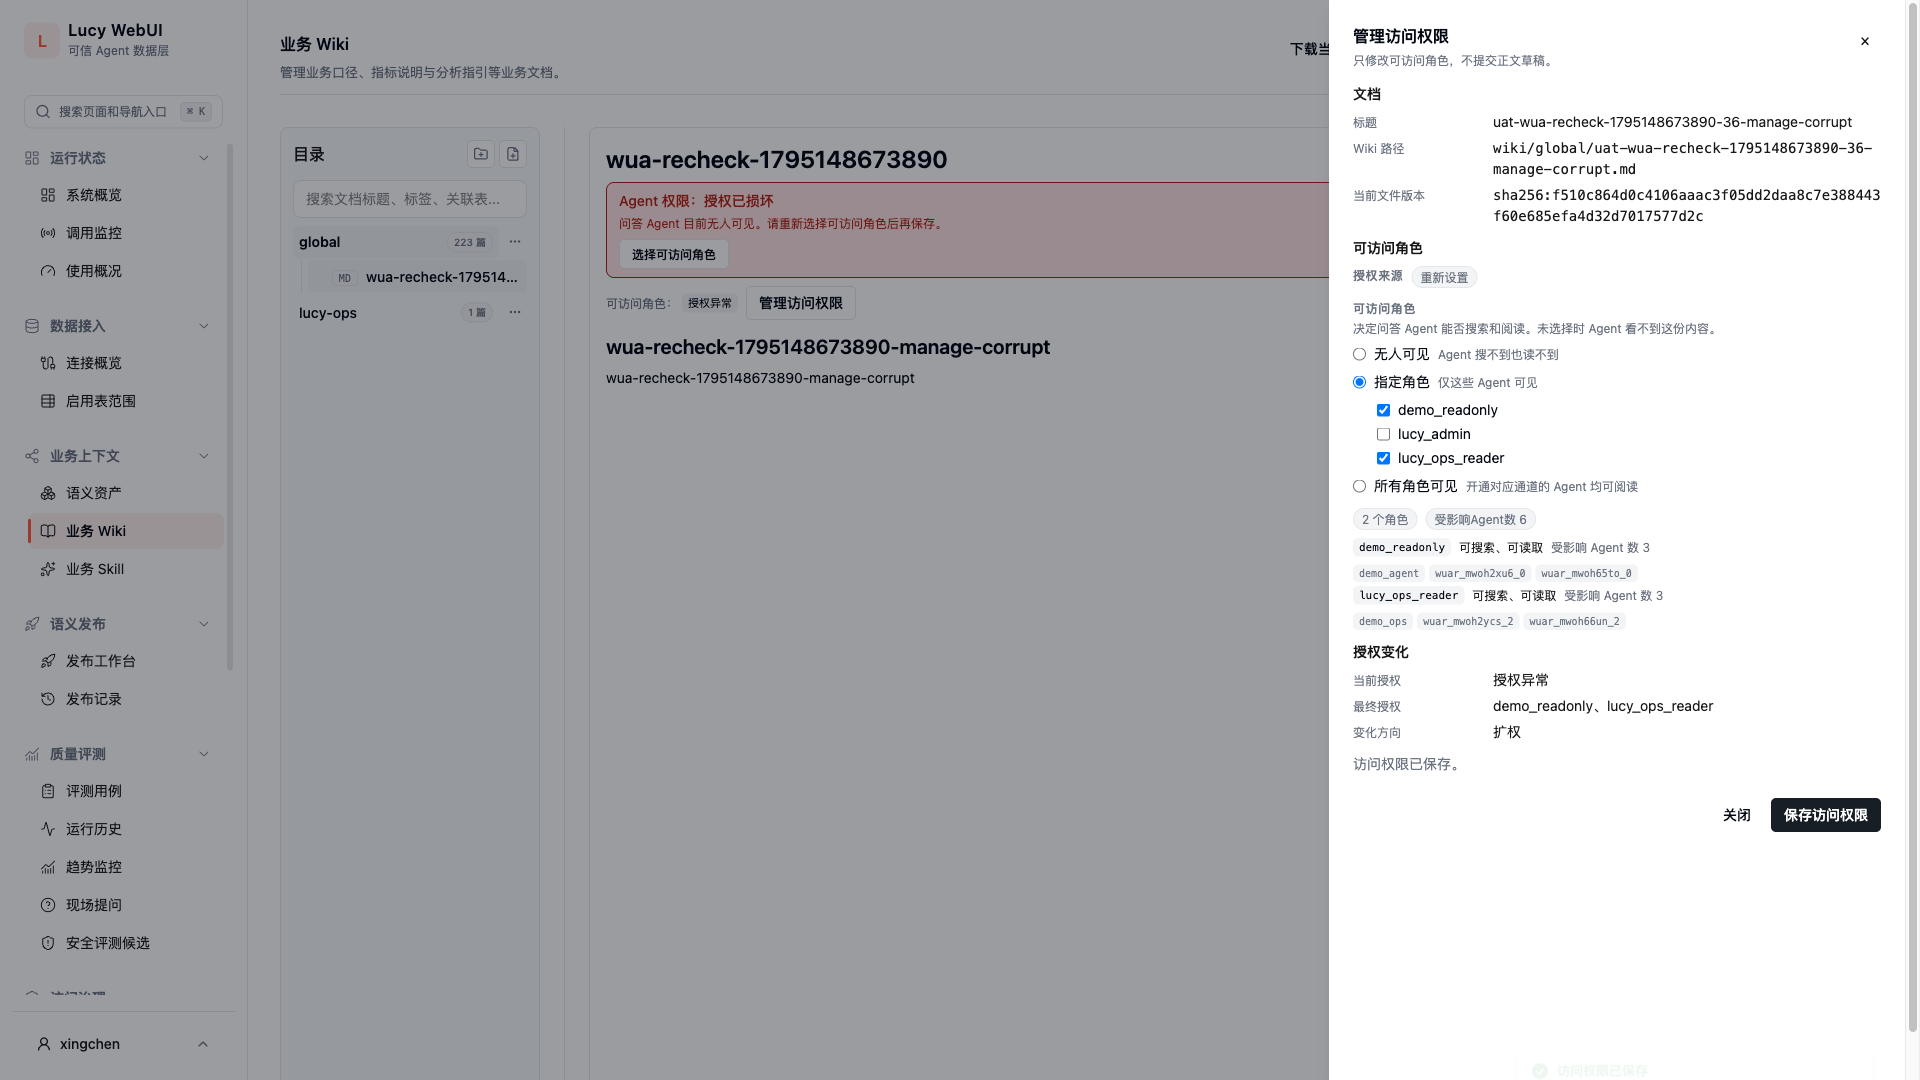 L
Lucy WebUI
可信 Agent 数据层
搜索页面和导航入口 ⌘ K
运行状态
系统概览
调用监控
使用概况
数据接入
连接概览
启用表范围
业务上下文
语义资产
业务 Wiki
业务 Skill
语义发布
发布工作台
发布记录
质量评测
评测用例
运行历史
趋势监控
现场提问
安全评测候选
xingchen
业务 Wiki
管理业务口径、指标说明与分析指引等业务文档。
下载当
目录
搜索文档标题、标签、关联表...
global 223 篇 ...
MD wua-recheck-179514...
lucy-ops 1 篇 ...
wua-recheck-1795148673890
Agent 权限：授权已损坏
问答 Agent 目前无人可见。请重新选择可访问角色后再保存。
选择可访问角色
可访问角色： 授权异常 管理访问权限
wua-recheck-1795148673890-manage-corrupt
wua-recheck-1795148673890-manage-corrupt
管理访问权限
只修改可访问角色，不提交正文草稿。
文档
标题 uat-wua-recheck-1795148673890-36-manage-corrupt
Wiki 路径 wiki/global/uat-wua-recheck-1795148673890-36-
manage-corrupt.md
当前文件版本 sha256:f510c864d0c4106aaac3f05dd2daa8c7e388443
f60e685efa4d32d7017577d2c
可访问角色
授权来源 重新设置
可访问角色
决定问答 Agent 能否搜索和阅读。未选择时 Agent 看不到这份内容。
无人可见 Agent 搜不到也读不到
指定角色 仅这些 Agent 可见
demo_readonly
lucy_admin
lucy_ops_reader
所有角色可见 开通对应通道的 Agent 均可阅读
2 个角色 受影响Agent数 6
demo_readonly 可搜索、可读取 受影响 Agent 数 3
demo_agent wuar_mwoh2xu6_0 wuar_mwoh65to_0
lucy_ops_reader 可搜索、可读取 受影响 Agent 数 3
demo_ops wuar_mwoh2ycs_2 wuar_mwoh66un_2
授权变化
当前授权 授权异常
最终授权 demo_readonly、lucy_ops_reader
变化方向 扩权
访问权限已保存。
关闭 保存访问权限
访问权限已保存